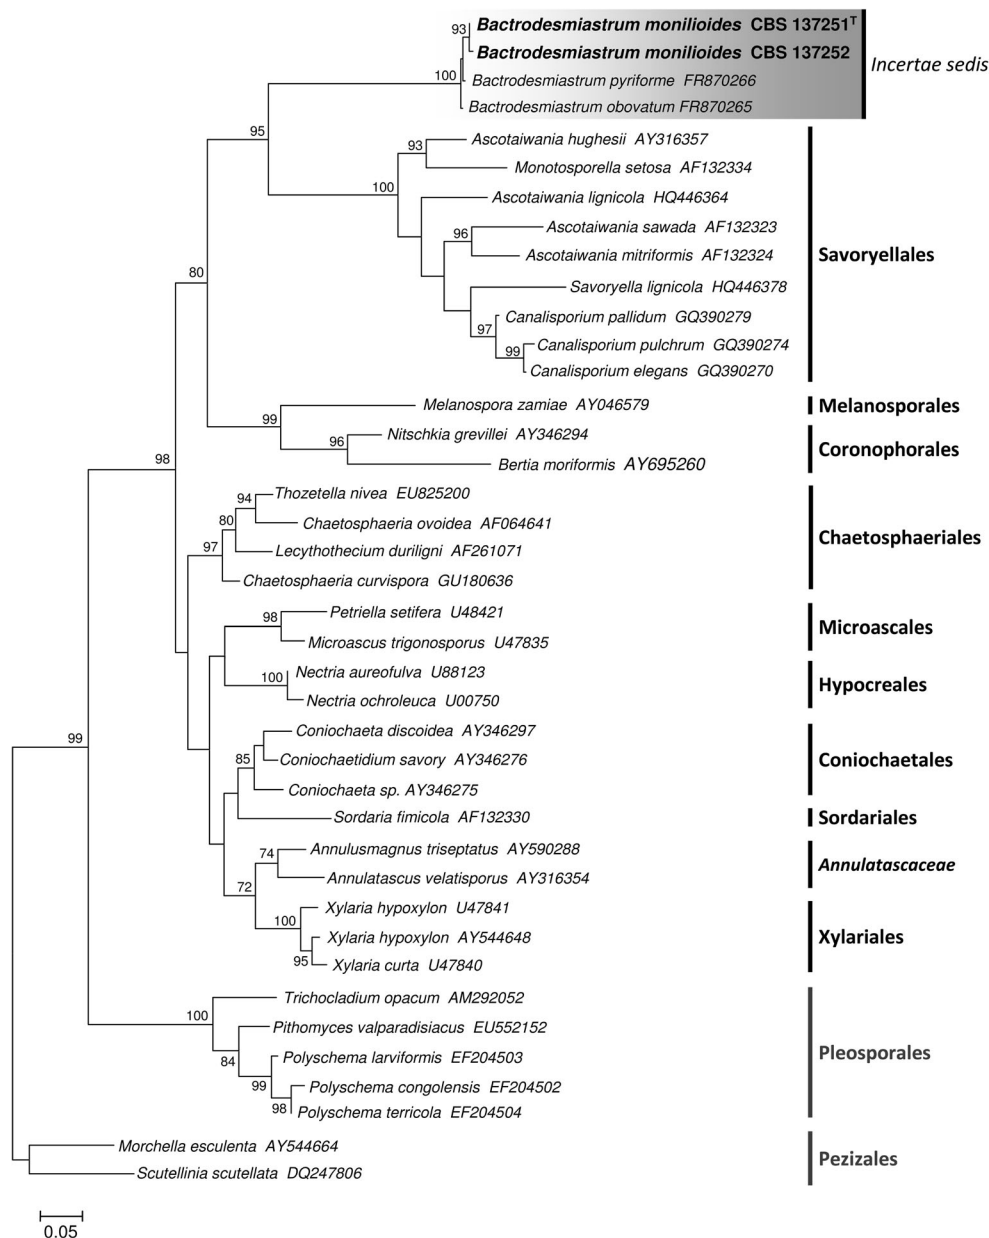 93
Bactrodesmiastrum monilioides CBS 137251T
Bactrodesmiastrum monilioides CBS 137252
Incertae sedis
100
Bactrodesmiastrum pyriforme FR870266
Bactrodesmiastrum obovatum FR870265
95
93
Ascotaiwania hughesii AY316357
Monotosporella setosa AF132334
100
Ascotaiwania lignicola HQ446364
96
Ascotaiwania sawada AF132323
Ascotaiwania mitriformis AF132324
Savoryellales
80
Savoryella lignicola HQ446378
Canalisporium pallidum GQ390279
97
Canalisporium pulchrum GQ390274
99
Canalisporium elegans GQ390270
Melanospora zamiae AY046579
Melanosporales
99
Nitschkia grevillei AY346294
96
Coronophorales
Bertia moriformis AY695260
98
94
Thozetella nivea EU825200
80
Chaetosphaeria ovoidea AF064641
Chaetosphaeriales
97
Lecythothecium duriligni AF261071
Chaetosphaeria curvispora GU180636
98
Petriella setifera U48421
Microascales
Microascus trigonosporus U47835
Nectria aureofulva U88123
100
Hypocreales
Nectria ochroleuca U00750
99
Coniochaeta discoidea AY346297
85
Coniochaetidium savory AY346276
Coniochaetales
Coniochaeta sp. AY346275
Sordaria fimicola AF132330
Sordariales
74
Annulusmagnus triseptatus AY590288
Annulatascaceae
72
Annulatascus velatisporus AY316354
Xylaria hypoxylon U47841
100
Xylaria hypoxylon AY544648
Xylariales
95
Xylaria curta U47840
Trichocladium opacum AM292052
100
Pithomyces valparadisiacus EU552152
84
Polyschema larviformis EF204503
Pleosporales
99
Polyschema congolensis EF204502
98
Polyschema terricola EF204504
Morchella esculenta AY544664
Pezizales
Scutellinia scutellata DQ247806
0.05